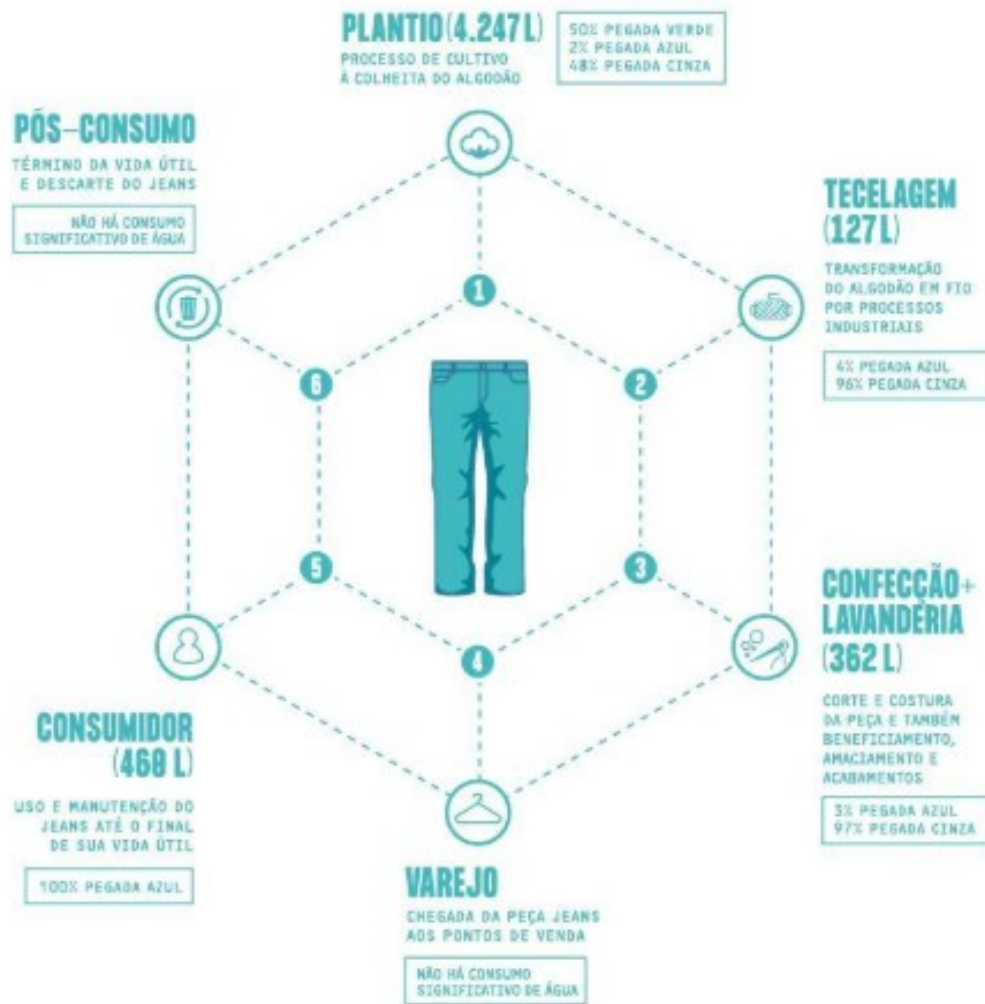 PLANTIO (4.247 L)
PROCESSO DE CULTIVO
À COLHEITA DO ALGODÃO
50% PEGADA VERDE
2% PEGADA AZUL
48% PEGADA CINZA
PÓS-CONSUMO
TÉRMINO DA VIDA ÚTIL
E DESCARTE DO JEANS
NÃO HÁ CONSUMO
SIGNIFICATIVO DE ÁGUA
TECELAGEM
(127 L)
TRANSFORMAÇÃO
DO ALGODÃO EM FIO
POR PROCESSOS
INDUSTRIAIS
4% PEGADA AZUL
96% PEGADA CINZA
1
6
2
5
3
4
CONFECÇÃO+
LAVANDERIA
(362 L)
CORTE E COSTURA
DA PEÇA E TAMBÉM
BENEFICIAMENTO,
AMACIAMENTO E
ACABAMENTOS
3% PEGADA AZUL
97% PEGADA CINZA
CONSUMIDOR
(460 L)
USO E MANUTENÇÃO DO
JEANS ATÉ O FINAL
DE SUA VIDA ÚTIL
100% PEGADA AZUL
VAREJO
CHEGADA DA PEÇA JEANS
AOS PONTOS DE VENDA
NÃO HÁ CONSUMO
SIGNIFICATIVO DE ÁGUA